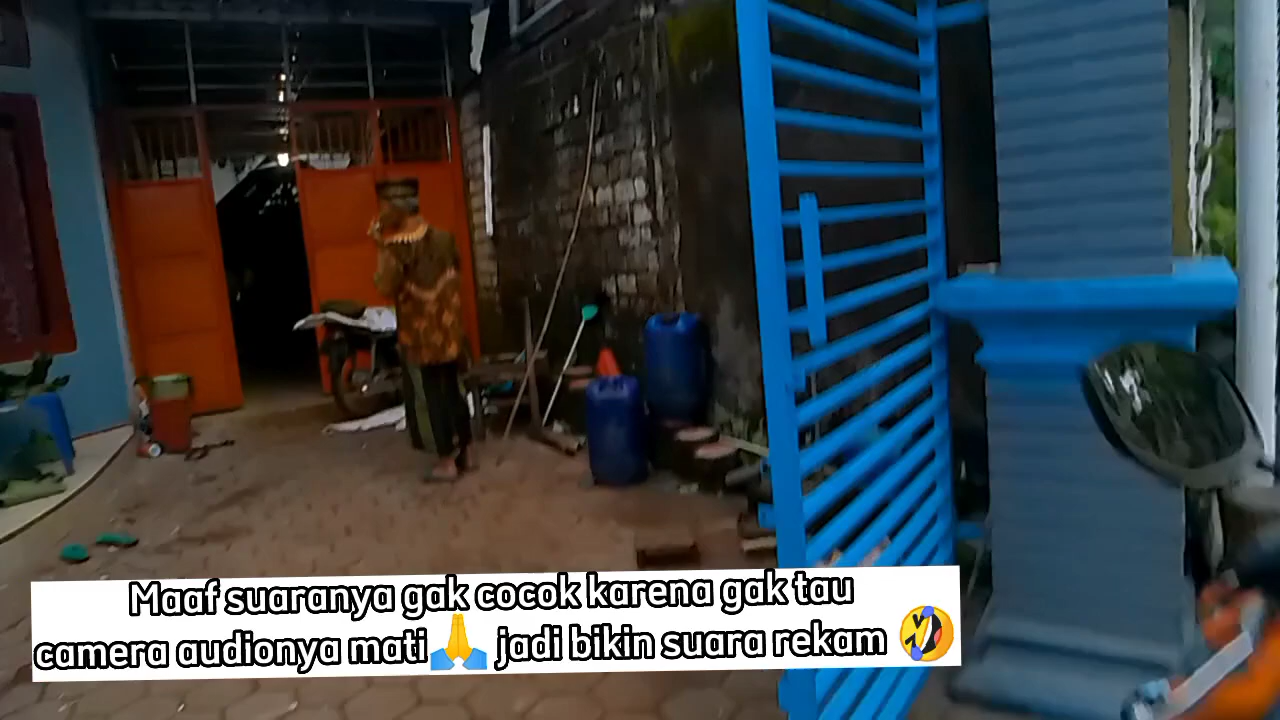 Maaf suaranya gak cocok karena gak tau
camera audionya mati🙏 jadi bikin suara rekam 🤣